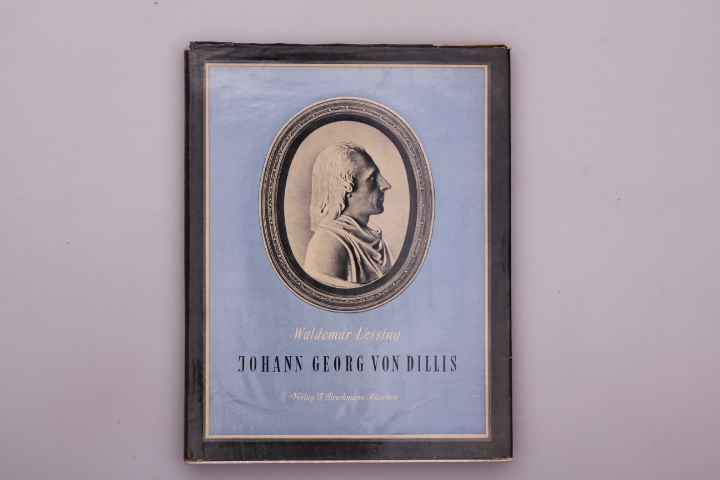 Waldemar Lessing
JOHANN GEORG VON DILLIS
Verlag F. Bruckmann München